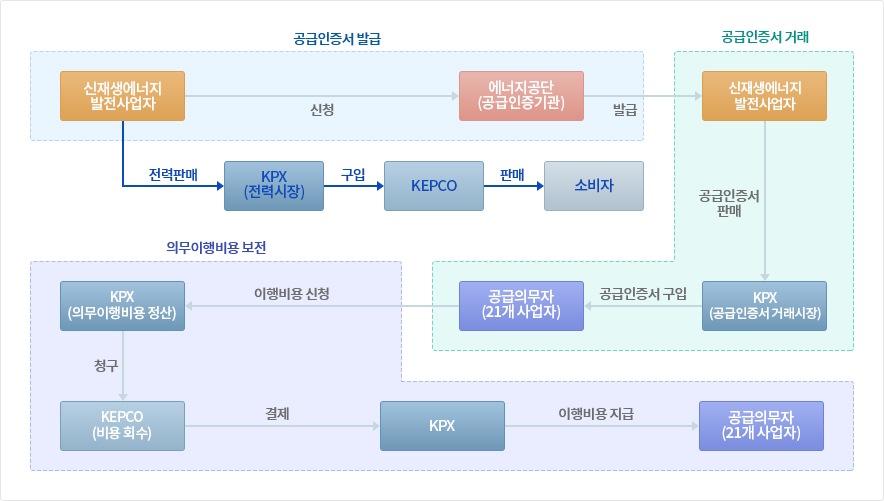 공급인증서 발급
공급인증서 거래
신재생에너지
발전사업자
신청
에너지공단
(공급인증기관)
발급
신재생에너지
발전사업자
전력판매
KPX
(전력시장)
구입
KEPCO
판매
소비자
공급인증서
판매
의무이행비용 보전
KPX
(의무이행비용 정산)
이행비용 신청
공급의무자
(21개 사업자)
공급인증서 구입
KPX
(공급인증서 거래시장)
청구
KEPCO
(비용 회수)
결제
KPX
이행비용 지급
공급의무자
(21개 사업자)